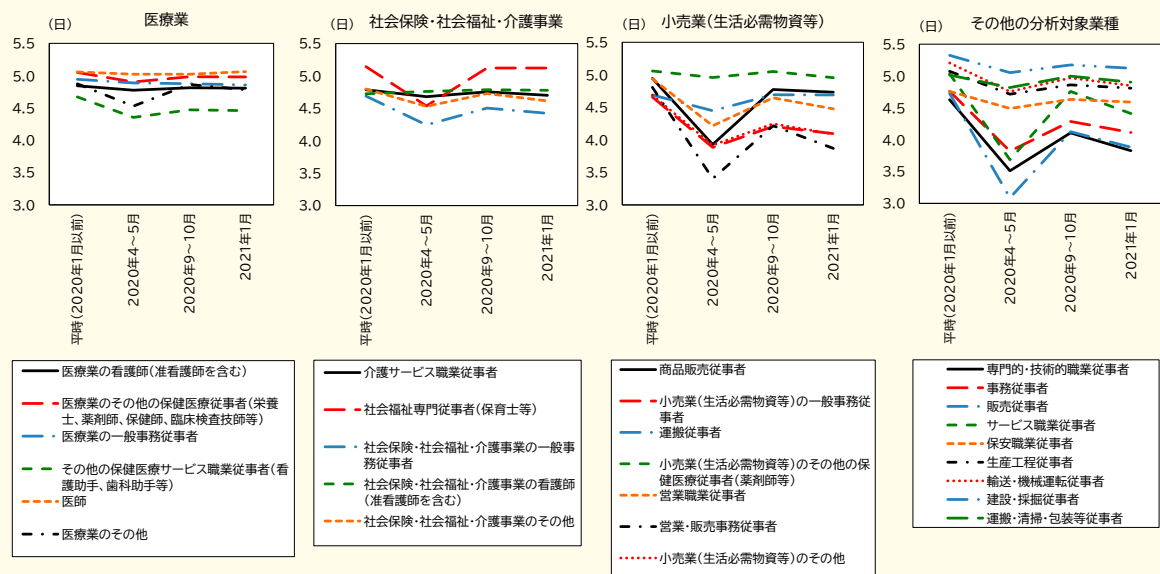 医療業
(日)
5.5
5.0
4.5
4.0
3.5
3.0
平時(2020年1月以前)
2020年4～5月
2020年9～10月
2021年1月
医療業の看護師(准看護師を含む)
医療業のその他の保健医療従事者(栄養
士、薬剤師、保健師、臨床検査技師等)
医療業の一般事務従事者
その他の保健医療サービス職業従事者(看
護助手、歯科助手等)
医師
医療業のその他
社会保険・社会福祉・介護事業
(日)
5.5
5.0
4.5
4.0
3.5
3.0
平時(2020年1月以前)
2020年4～5月
2020年9～10月
2021年1月
介護サービス職業従事者
社会福祉専門従事者(保育士等)
社会保険・社会福祉・介護事業の一般事
務従事者
社会保険・社会福祉・介護事業の看護師
(准看護師を含む)
社会保険・社会福祉・介護事業のその他
小売業(生活必需物資等)
(日)
5.5
5.0
4.5
4.0
3.5
3.0
平時(2020年1月以前)
2020年4～5月
2020年9～10月
2021年1月
商品販売従事者
小売業(生活必需物資等)の一般事務従
事者
運搬従事者
小売業(生活必需物資等)のその他の保
健医療従事者(薬剤師等)
営業職業従事者
営業・販売事務従事者
小売業(生活必需物資等)のその他
その他の分析対象業種
(日)
5.5
5.0
4.5
4.0
3.5
3.0
平時(2020年1月以前)
2020年4～5月
2020年9～10月
2021年1月
専門的・技術的職業従事者
事務従事者
販売従事者
サービス職業従事者
保安職業従事者
生産工程従事者
輸送・機械運転従事者
建設・採掘従事者
運搬・清掃・包装等従事者